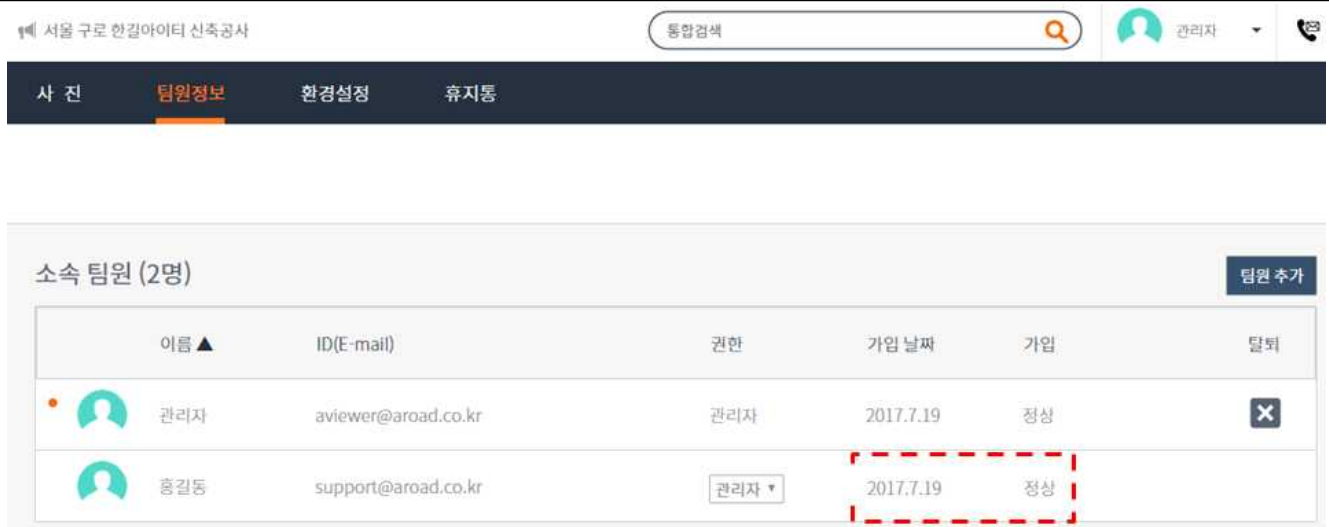 서울 구로 한길아이티 신축공사
통합검색
관리자
사 진 팀원정보 환경설정 휴지통
소속 팀원 (2명)
팀원 추가
이름▲ ID(E-mail) 권한 가입 날짜 가입 탈퇴
관리자 aviewer@aroad.co.kr 관리자 2017.7.19 정상
홍길동 support@aroad.co.kr 관리자 2017.7.19 정상